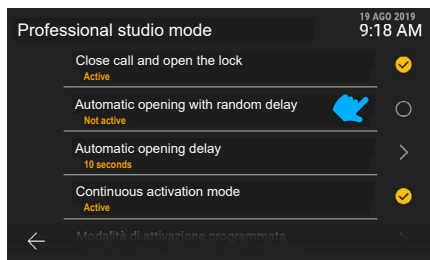 Professional studio mode
19 AGO 2019
9:18 AM
Close call and open the lock
Active
Automatic opening with random delay
Not active
Automatic opening delay
10 seconds
Continuous activation mode
Active
Modalità di attivazione programmata